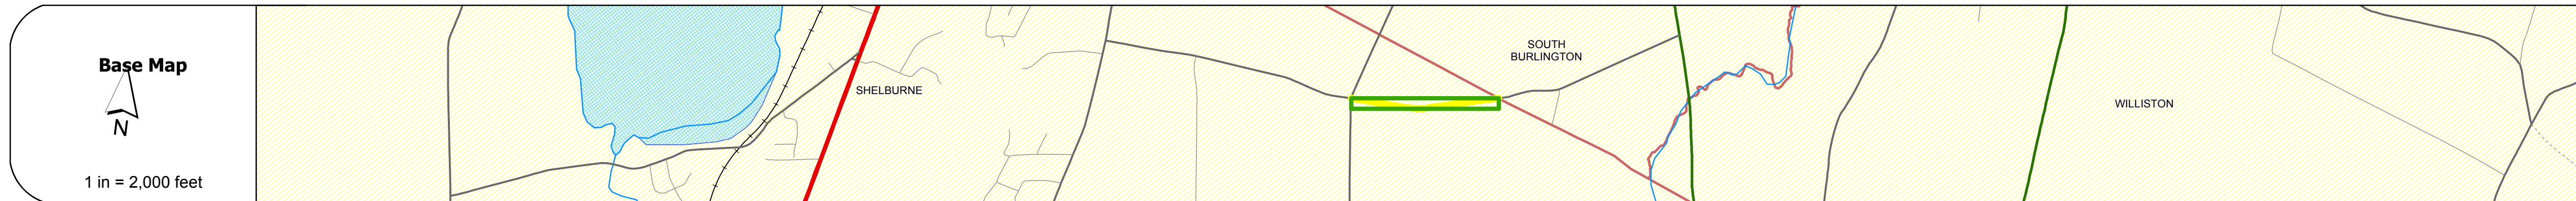 Base Map
N
1 in = 2,000 feet
SHELBURNE
SOUTH
BURLINGTON
WILLISTON